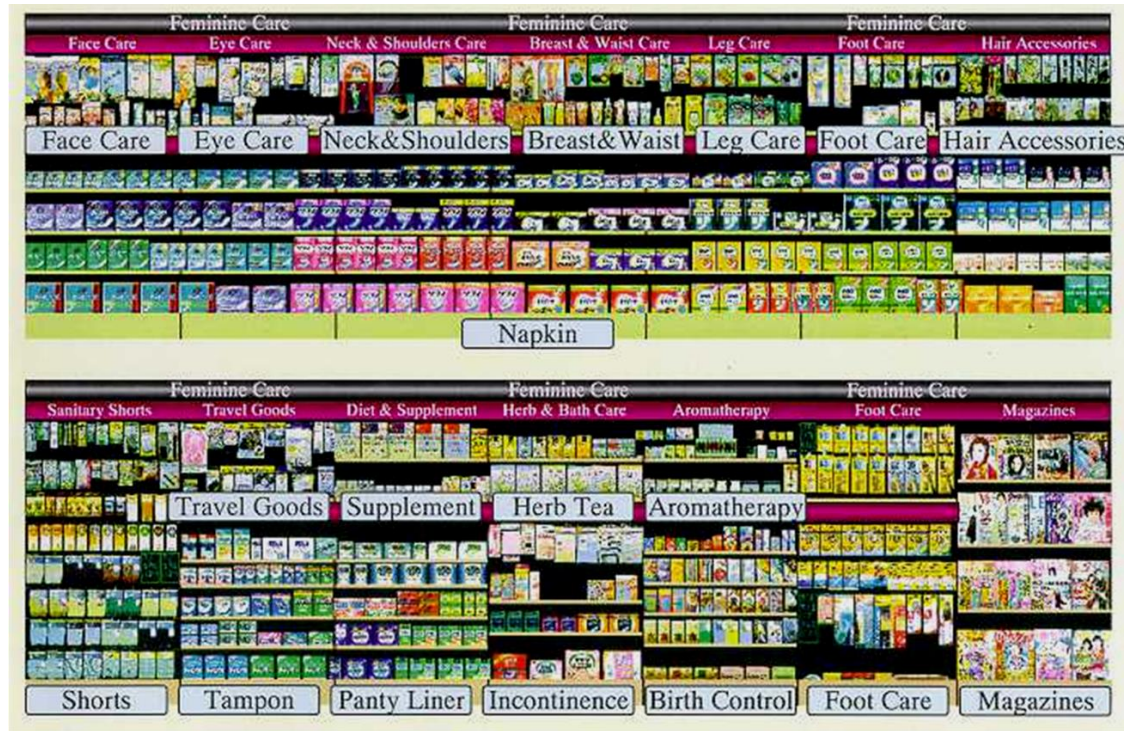 Feminine Care Feminine Care Feminine Care
Face Care Eye Care Neck & Shoulders Care Breast & Waist Care Leg Care Foot Care Hair Accessories
Face Care Eye Care Neck&Shoulders Breast&Waist Leg Care Foot Care Hair Accessories
Napkin
Feminine Care Feminine Care Feminine Care
Sanitary Shorts Travel Goods Diet & Supplement Herb & Bath Care Aromatherapy Foot Care Magazines
Travel Goods Supplement Herb Tea Aromatherapy
Shorts Tampon Panty Liner Incontinence Birth Control Foot Care Magazines